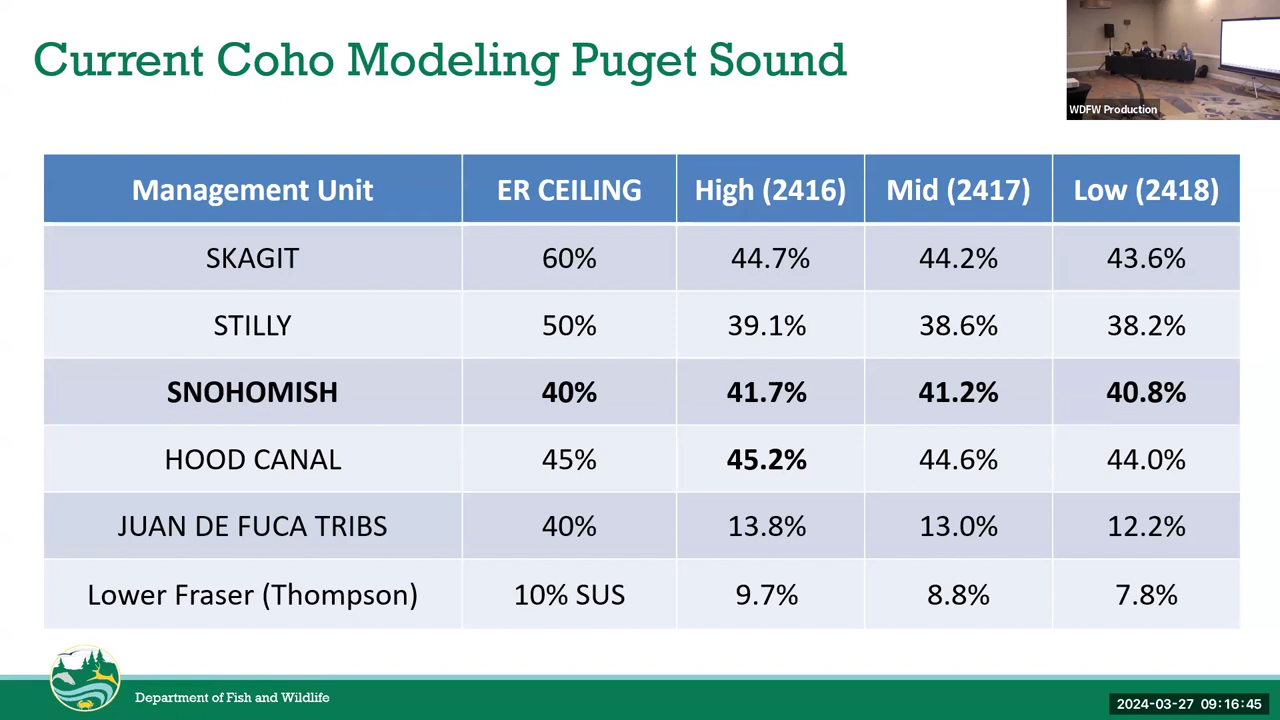 Current Coho Modeling Puget Sound
WDFW Production
Management Unit ER CEILING High (2416) Mid (2417) Low (2418)
SKAGIT 60% 44.7% 44.2% 43.6%
STILLY 50% 39.1% 38.6% 38.2%
SNOHOMISH 40% 41.7% 41.2% 40.8%
HOOD CANAL 45% 45.2% 44.6% 44.0%
JUAN DE FUCA TRIBS 40% 13.8% 13.0% 12.2%
Lower Fraser (Thompson) 10% SUS 9.7% 8.8% 7.8%
Department of Fish and Wildlife
2024-03-27 09:16:45